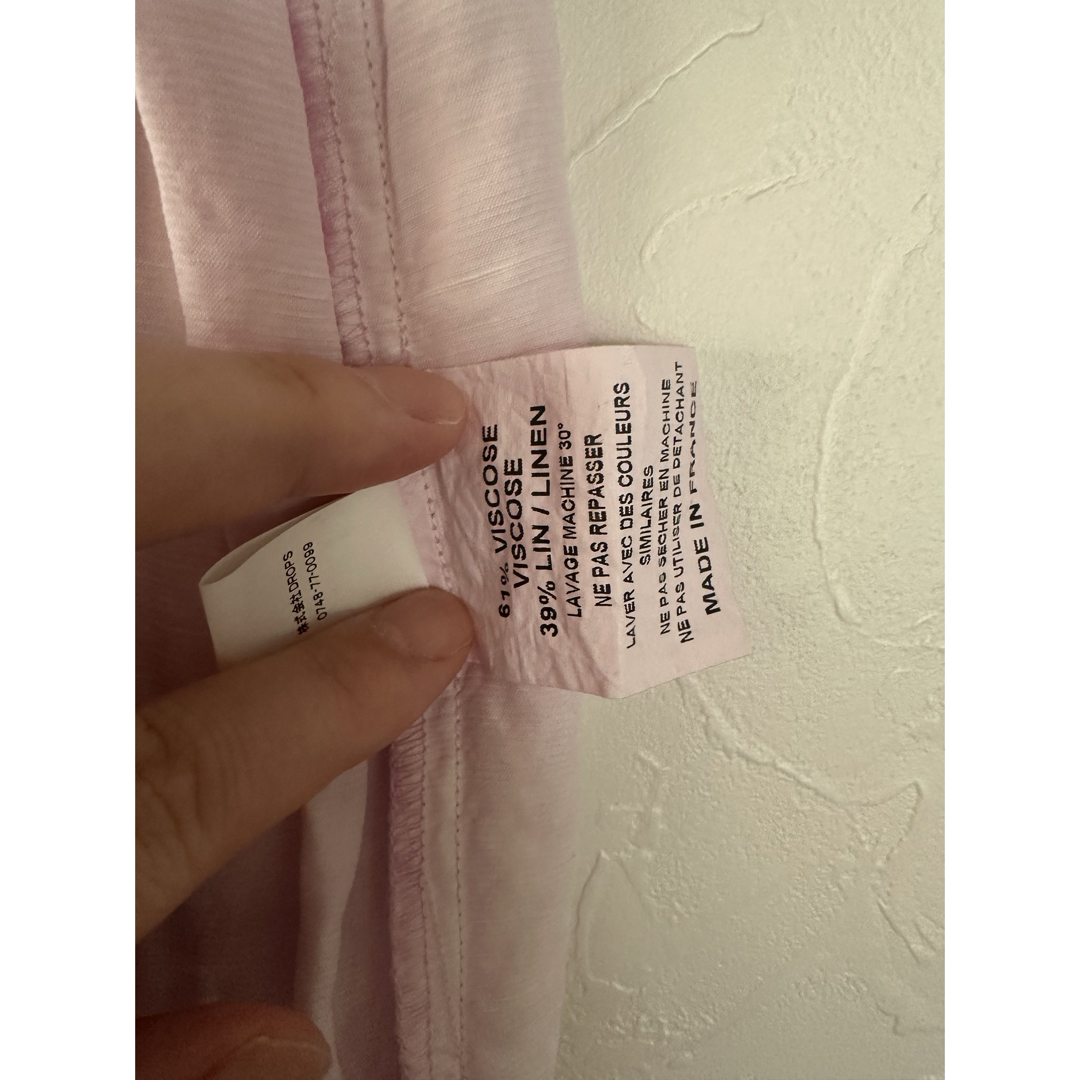 61% VISCOSE
VISCOSE
39% LIN / LINEN
LAVAGE MACHINE 30°
NE PAS REPASSER
LAVER AVEC DES COULEURS
SIMILAIRES
NE PAS SECHER EN MACHINE
NE PAS UTILISER DE DETACHANT
MADE IN FRANCE
株式会社DROPS
0748-77-0099